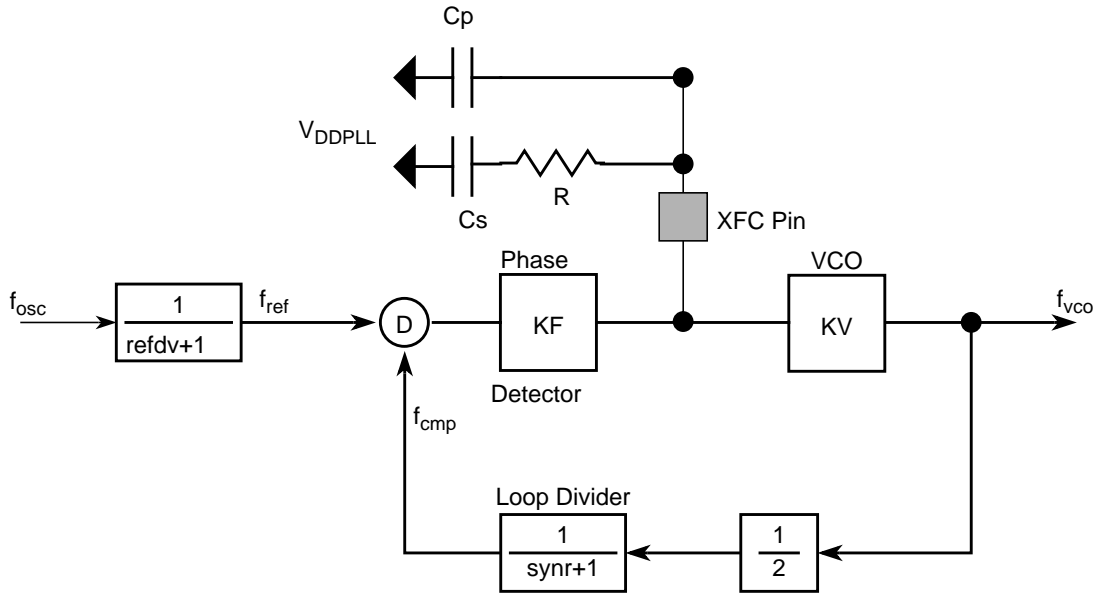 Cp
VDDPLL
R
Cs
XFC Pin
Phase
VCO
fosc
1
refdv+1
fref
D
KF
KV
fvco
Detector
fcmp
Loop Divider
1
synr+1
1
2